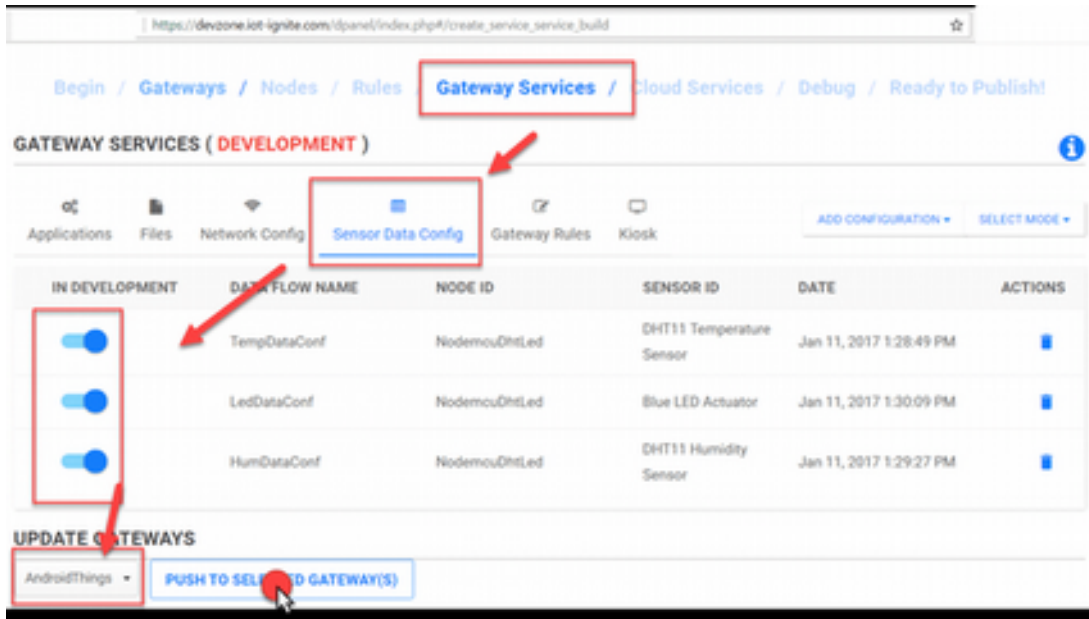 https://devzone.iot-ignite.com/dpanel/index.php#/create_service_service_build
Begin / Gateways / Nodes / Rules / Gateway Services / Cloud Services / Debug / Ready to Publish!
GATEWAY SERVICES ( DEVELOPMENT )
Applications Files Network Config Sensor Data Config Gateway Rules Kiosk ADD CONFIGURATION SELECT MODE
IN DEVELOPMENT DATA FLOW NAME NODE ID SENSOR ID DATE ACTIONS
TempDataConf NodemcuDhtLed DHT11 Temperature Sensor Jan 11, 2017 1:28:49 PM
LedDataConf NodemcuDhtLed Blue LED Actuator Jan 11, 2017 1:30:09 PM
HumDataConf NodemcuDhtLed DHT11 Humidity Sensor Jan 11, 2017 1:29:27 PM
UPDATE GATEWAYS
AndroidThings PUSH TO SELECTED GATEWAY(S)